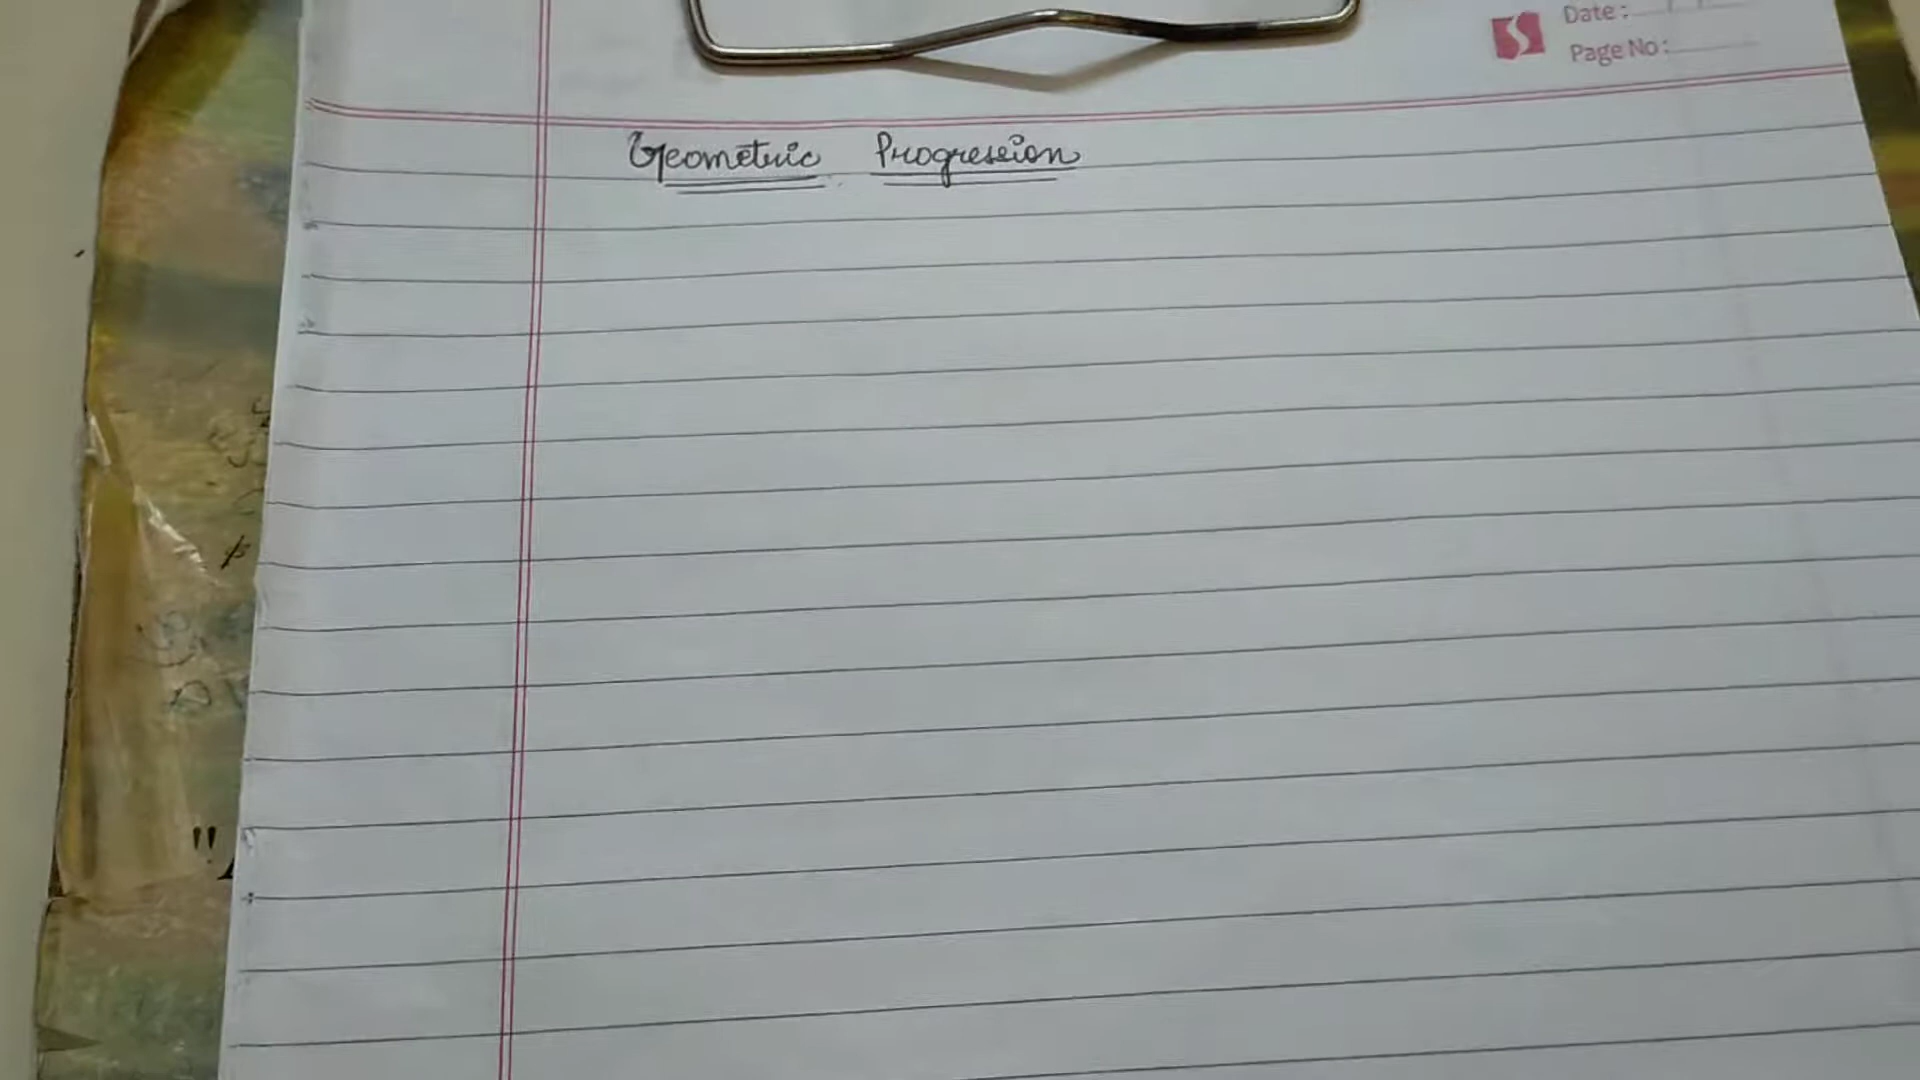 Date :
Page No :
Geometric Progression